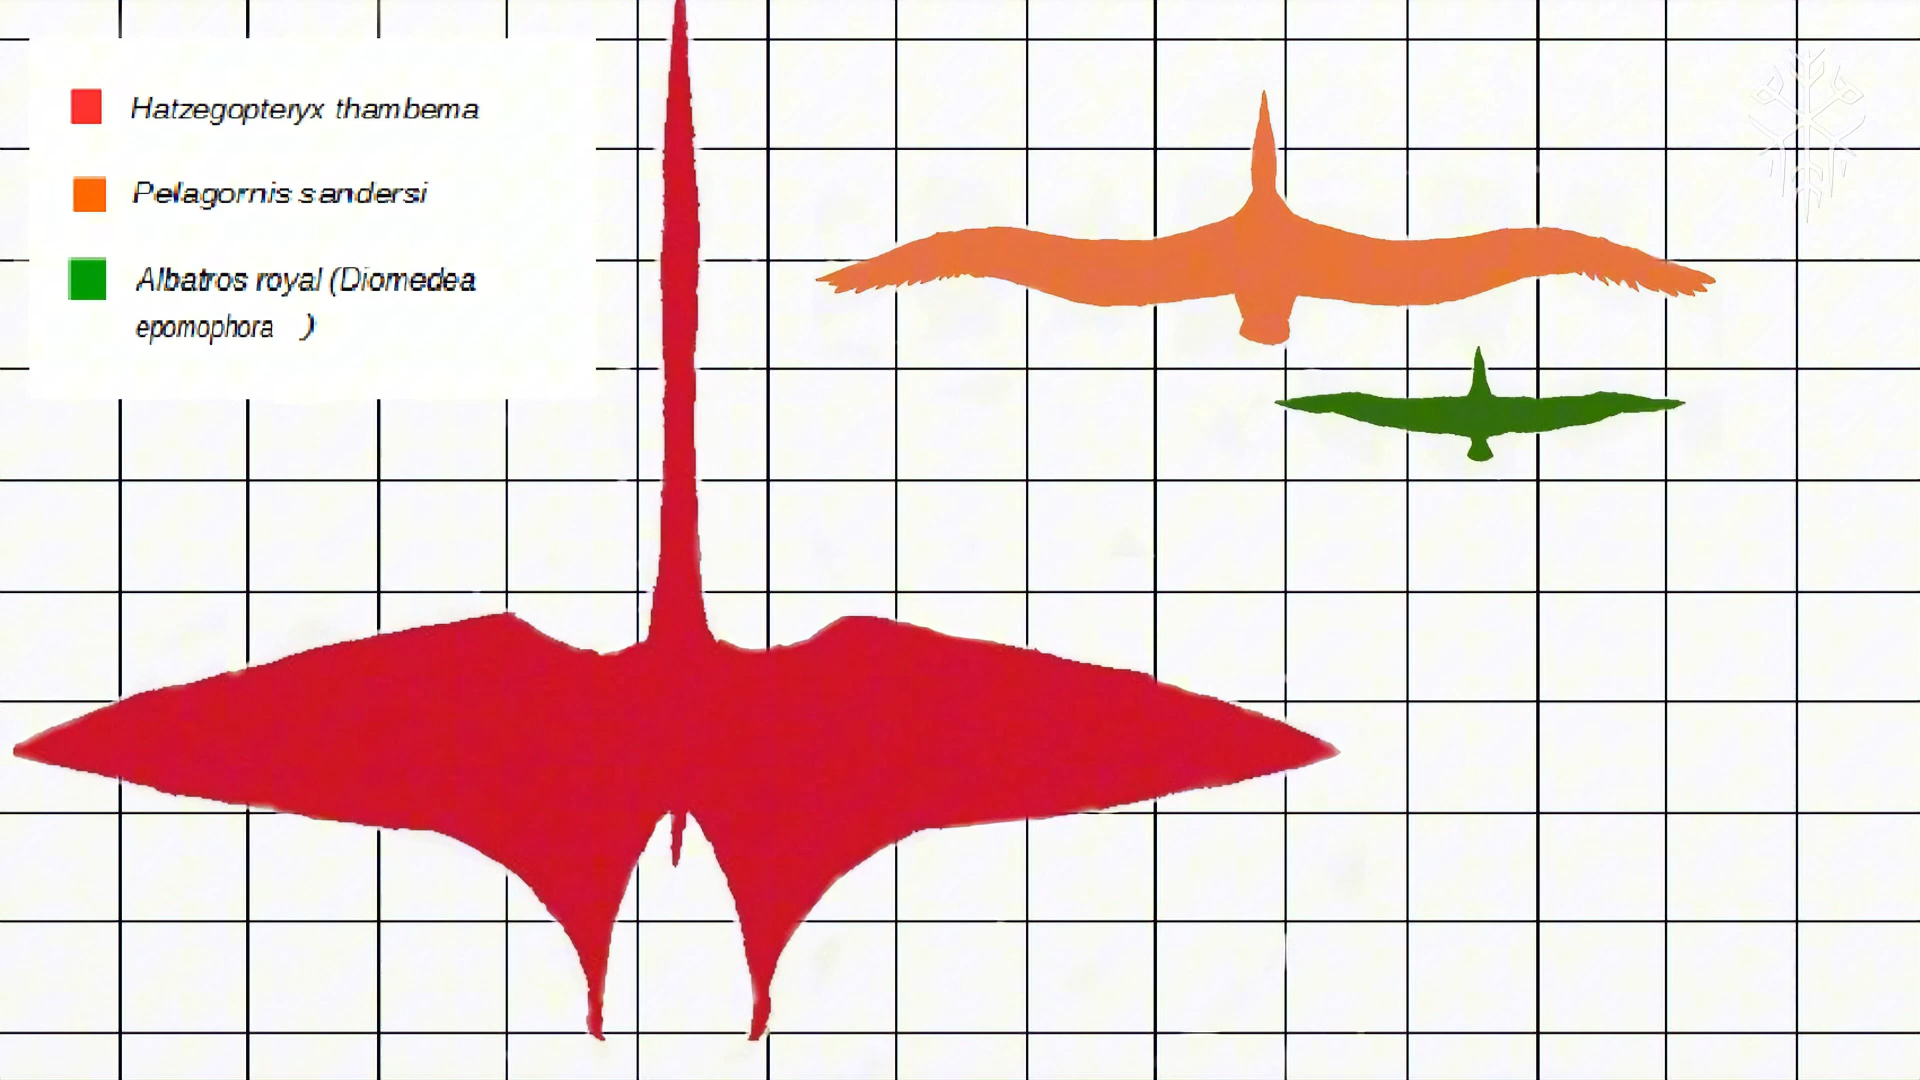 Hatzegopteryx thambema
Pelagornis sandersi
Albatros royal (Diomedea
epomophora )